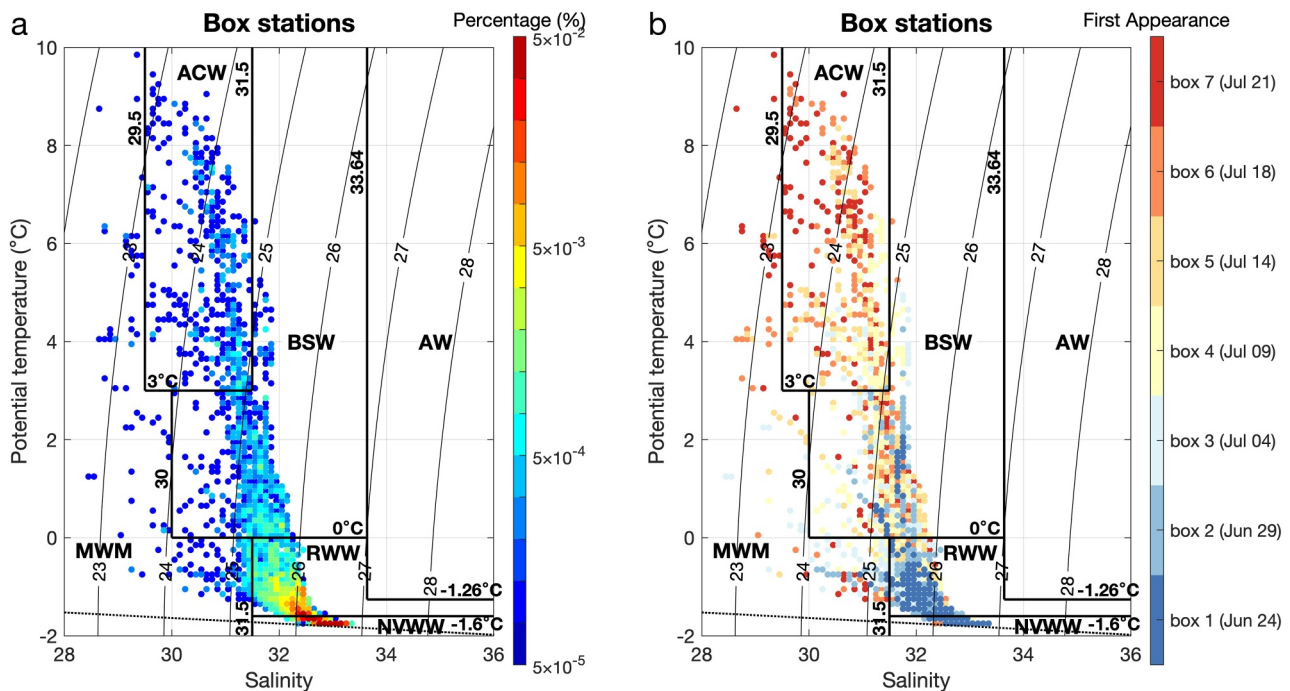 a
Box stations
Percentage (%)
ACW
31.5
29.5
33.64
23
24
25
26
27
28
BSW
AW
3°C
30
0°C
MWM
RWW
23
24
25
26
27
28
-1.26°C
31.5
NVWW
-1.6°C
10
8
6
4
2
0
-2
28
30
32
34
36
Potential temperature (°C)
Salinity
5×10-2
5×10-3
5×10-4
5×10-5
b
Box stations
First Appearance
ACW
31.5
29.5
33.64
23
24
25
26
27
28
BSW
AW
3°C
30
0°C
MWM
RWW
23
24
25
26
27
28
-1.26°C
31.5
NVWW
-1.6°C
10
8
6
4
2
0
-2
28
30
32
34
36
Potential temperature (°C)
Salinity
box 7 (Jul 21)
box 6 (Jul 18)
box 5 (Jul 14)
box 4 (Jul 09)
box 3 (Jul 04)
box 2 (Jun 29)
box 1 (Jun 24)